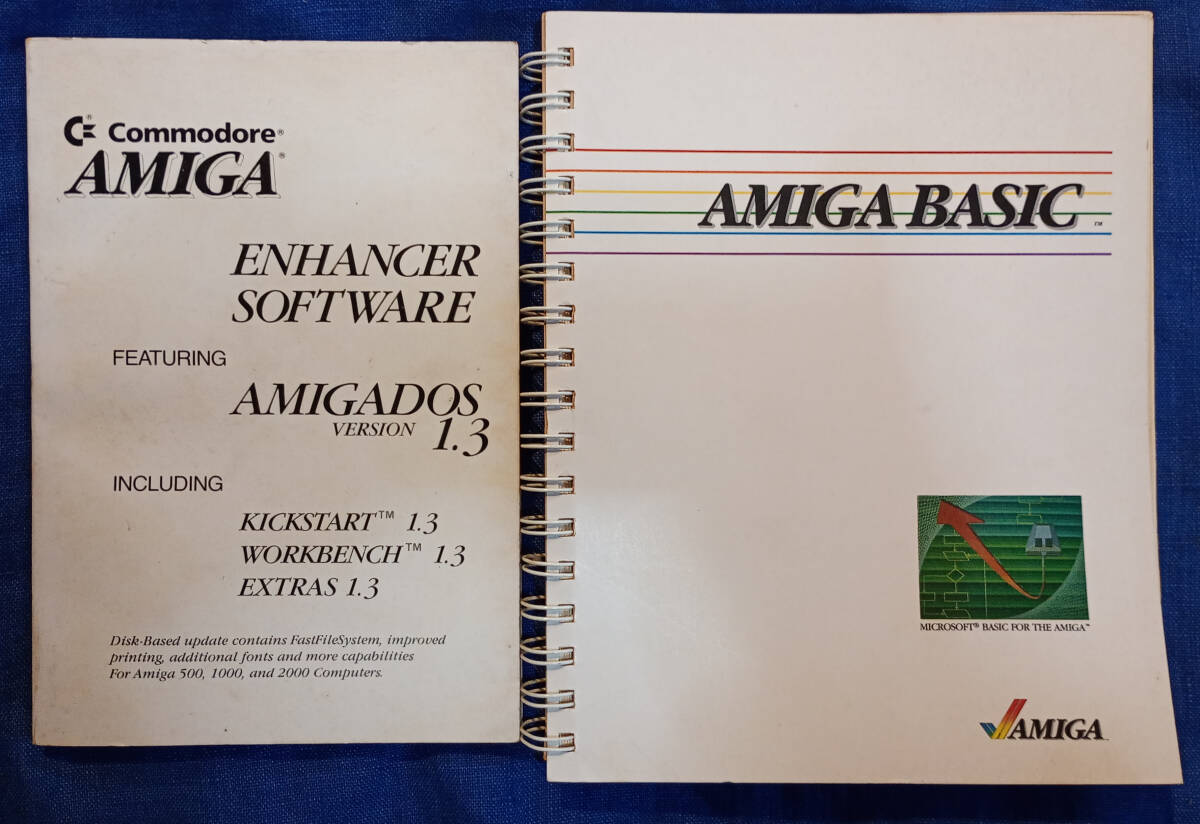 Commodore®
AMIGA®
ENHANCER
SOFTWARE
FEATURING
AMIGADOS
VERSION 1.3
INCLUDING
KICKSTART™ 1.3
WORKBENCH™ 1.3
EXTRAS 1.3
Disk-Based update contains FastFileSystem, improved
printing, additional fonts and more capabilities
For Amiga 500, 1000, and 2000 Computers.
AMIGA BASIC™
MICROSOFT® BASIC FOR THE AMIGA™
AMIGA